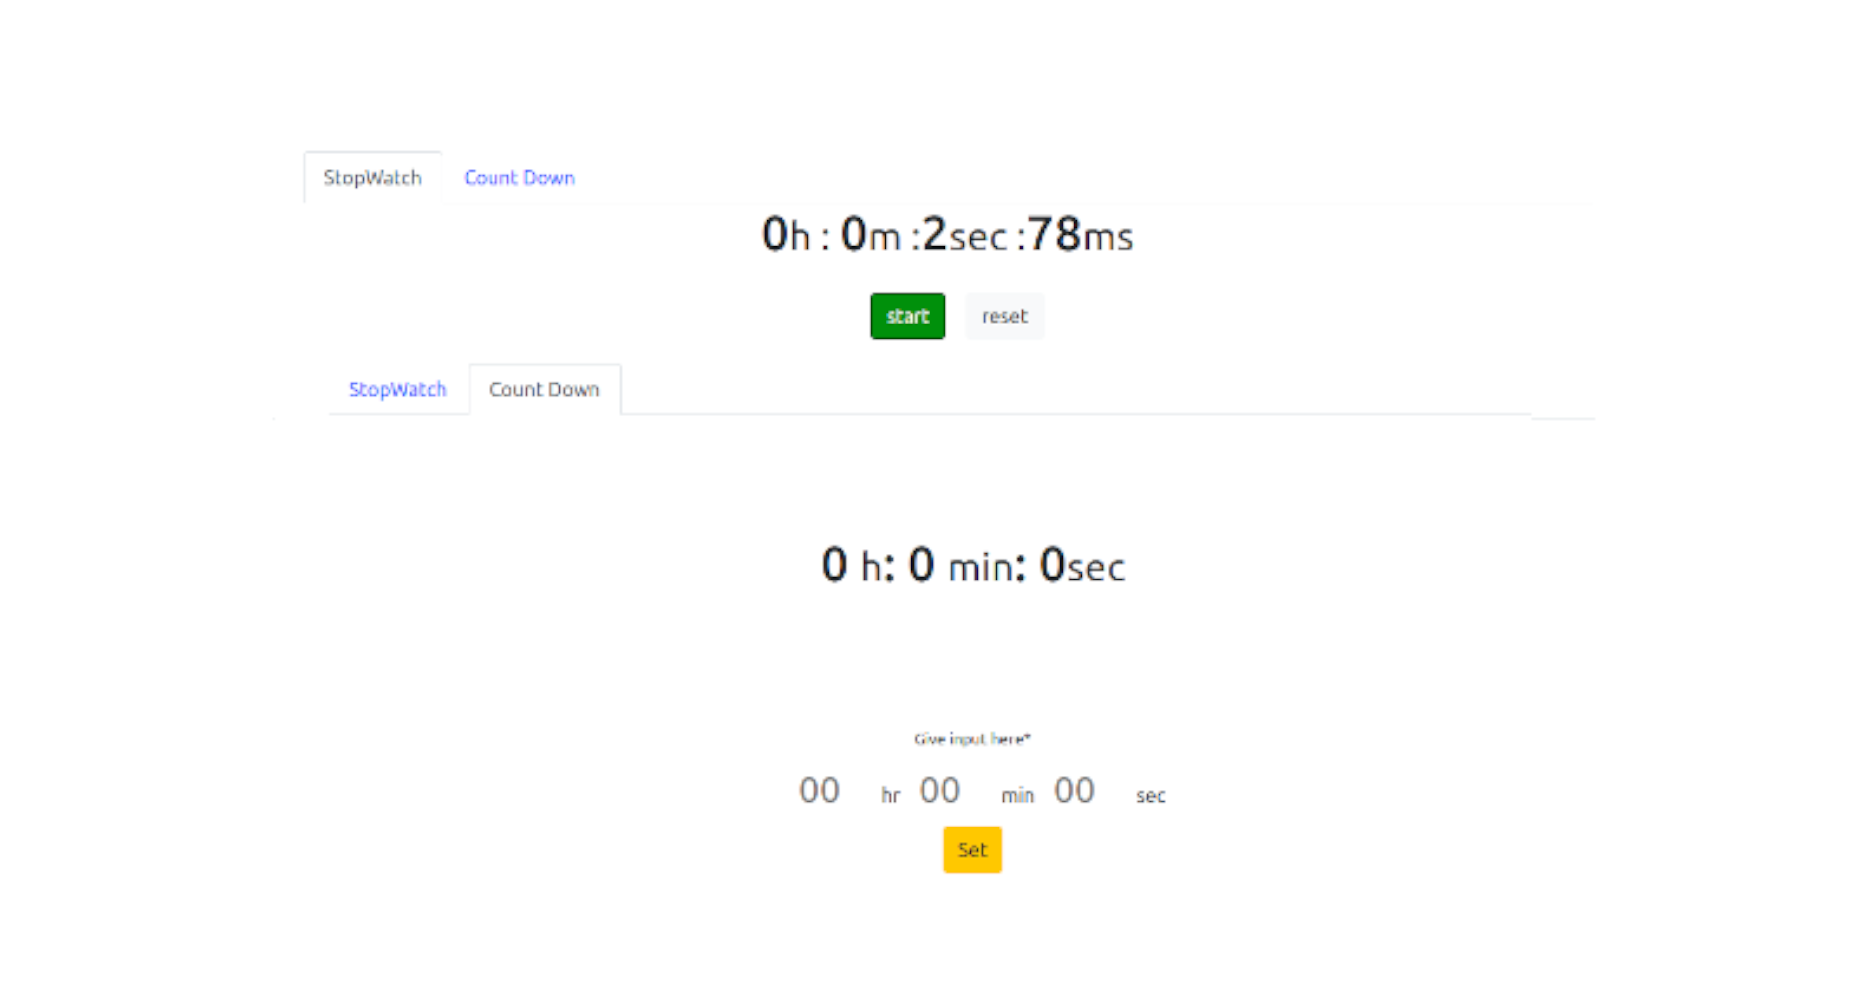 StopWatch Count Down
0h : 0m :2sec :78ms
start reset
StopWatch Count Down
0 h: 0 min: 0sec
Give input here*
00 hr 00 min 00 sec
Set